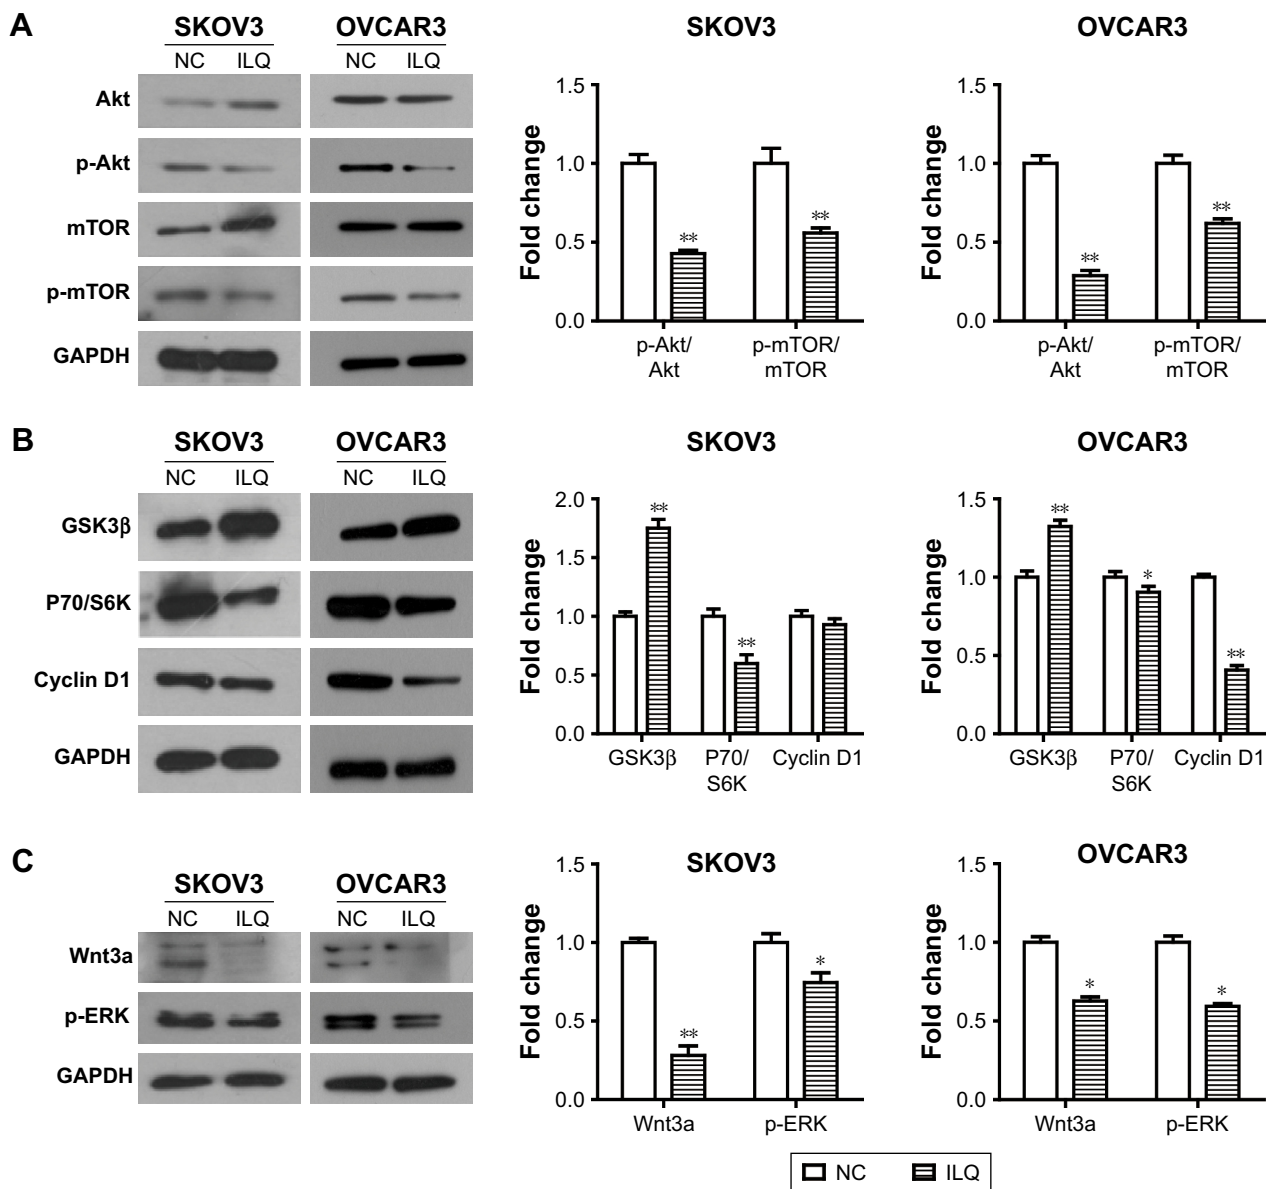 A
SKOV3
OVCAR3
NC
ILQ
NC
ILQ
Akt
p-Akt
mTOR
p-mTOR
GAPDH
SKOV3
Fold change
1.5
1.0
0.5
0.0
**
**
p-Akt/
Akt
p-mTOR/
mTOR
OVCAR3
Fold change
1.5
1.0
0.5
0.0
**
**
p-Akt/
Akt
p-mTOR/
mTOR
B
SKOV3
OVCAR3
NC
ILQ
NC
ILQ
GSK3β
P70/S6K
Cyclin D1
GAPDH
SKOV3
Fold change
2.0
1.5
1.0
0.5
0.0
**
**
GSK3β
P70/
S6K
Cyclin D1
OVCAR3
Fold change
1.5
1.0
0.5
0.0
**
*
**
GSK3β
P70/
S6K
Cyclin D1
C
SKOV3
OVCAR3
NC
ILQ
NC
ILQ
Wnt3a
p-ERK
GAPDH
SKOV3
Fold change
1.5
1.0
0.5
0.0
**
*
Wnt3a
p-ERK
OVCAR3
Fold change
1.5
1.0
0.5
0.0
*
*
Wnt3a
p-ERK
NC
ILQ